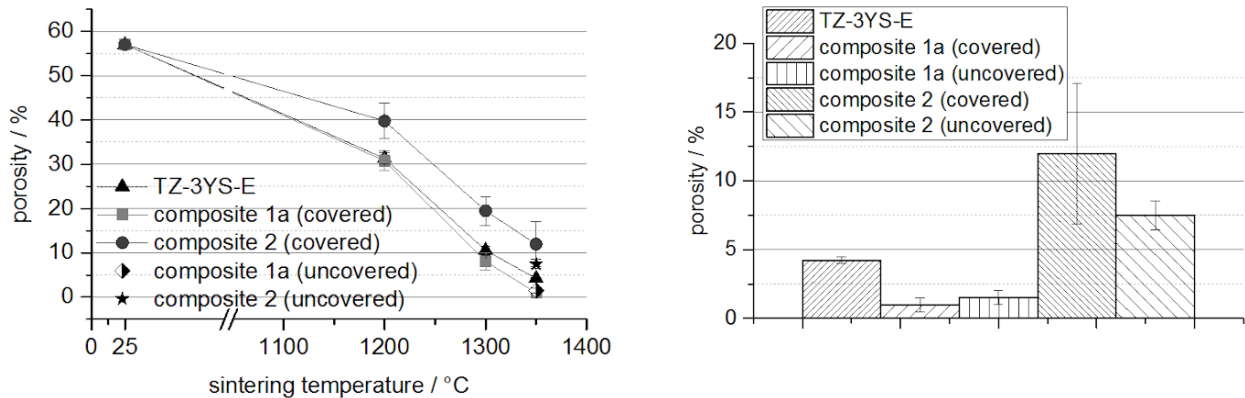 60
50
40
30
20
10
0
porosity / %
TZ-3YS-E
composite 1a (covered)
composite 2 (covered)
composite 1a (uncovered)
composite 2 (uncovered)
0 25 1100 1200 1300 1400
sintering temperature / °C
TZ-3YS-E
composite 1a (covered)
composite 1a (uncovered)
composite 2 (covered)
composite 2 (uncovered)
20
15
10
5
0
porosity / %